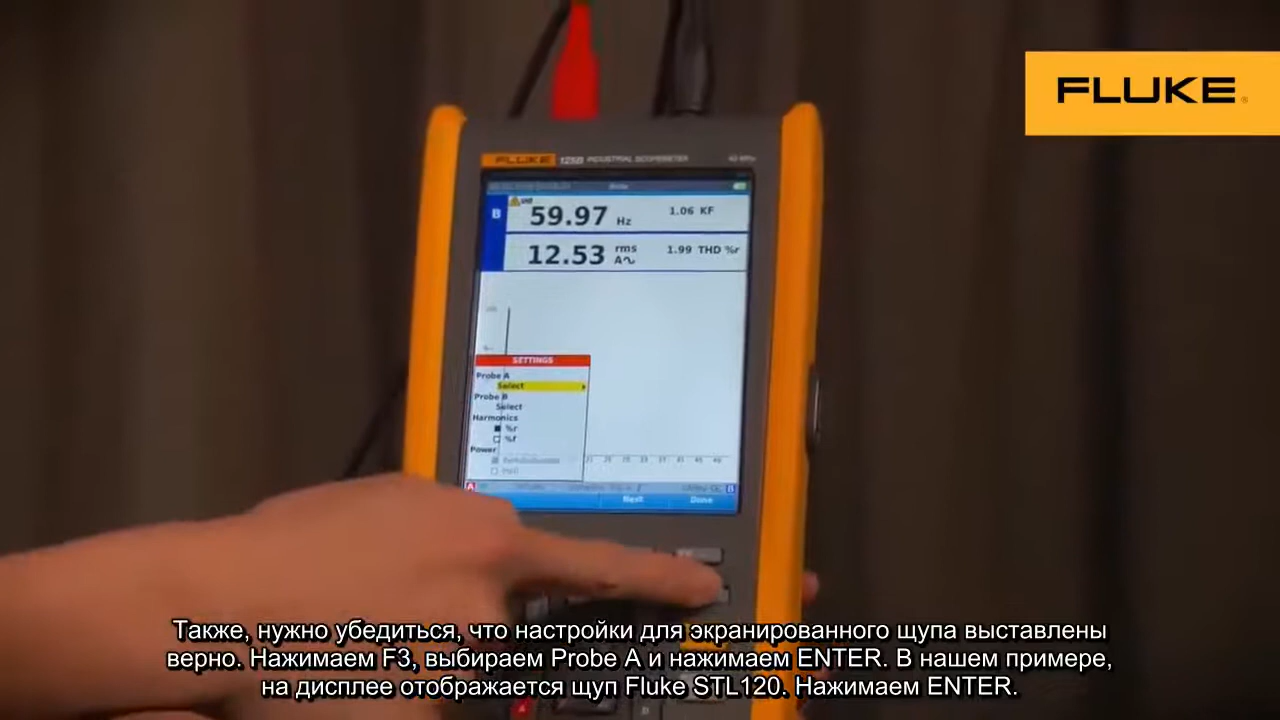 FLUKE
FLUKE 125B INDUSTRIAL SCOPEMETER
B
59.97 Hz 1.06 KF
12.53 rms A 1.99 THD %r
SETTINGS
Probe A
Select
Probe B
Select
Harmonics
%r
%f
Power
A
B
Next Done
Также, нужно убедиться, что настройки для экранированного щупа выставлены
верно. Нажимаем F3, выбираем Probe A и нажимаем ENTER. В нашем примере,
на дисплее отображается щуп Fluke STL120. Нажимаем ENTER.